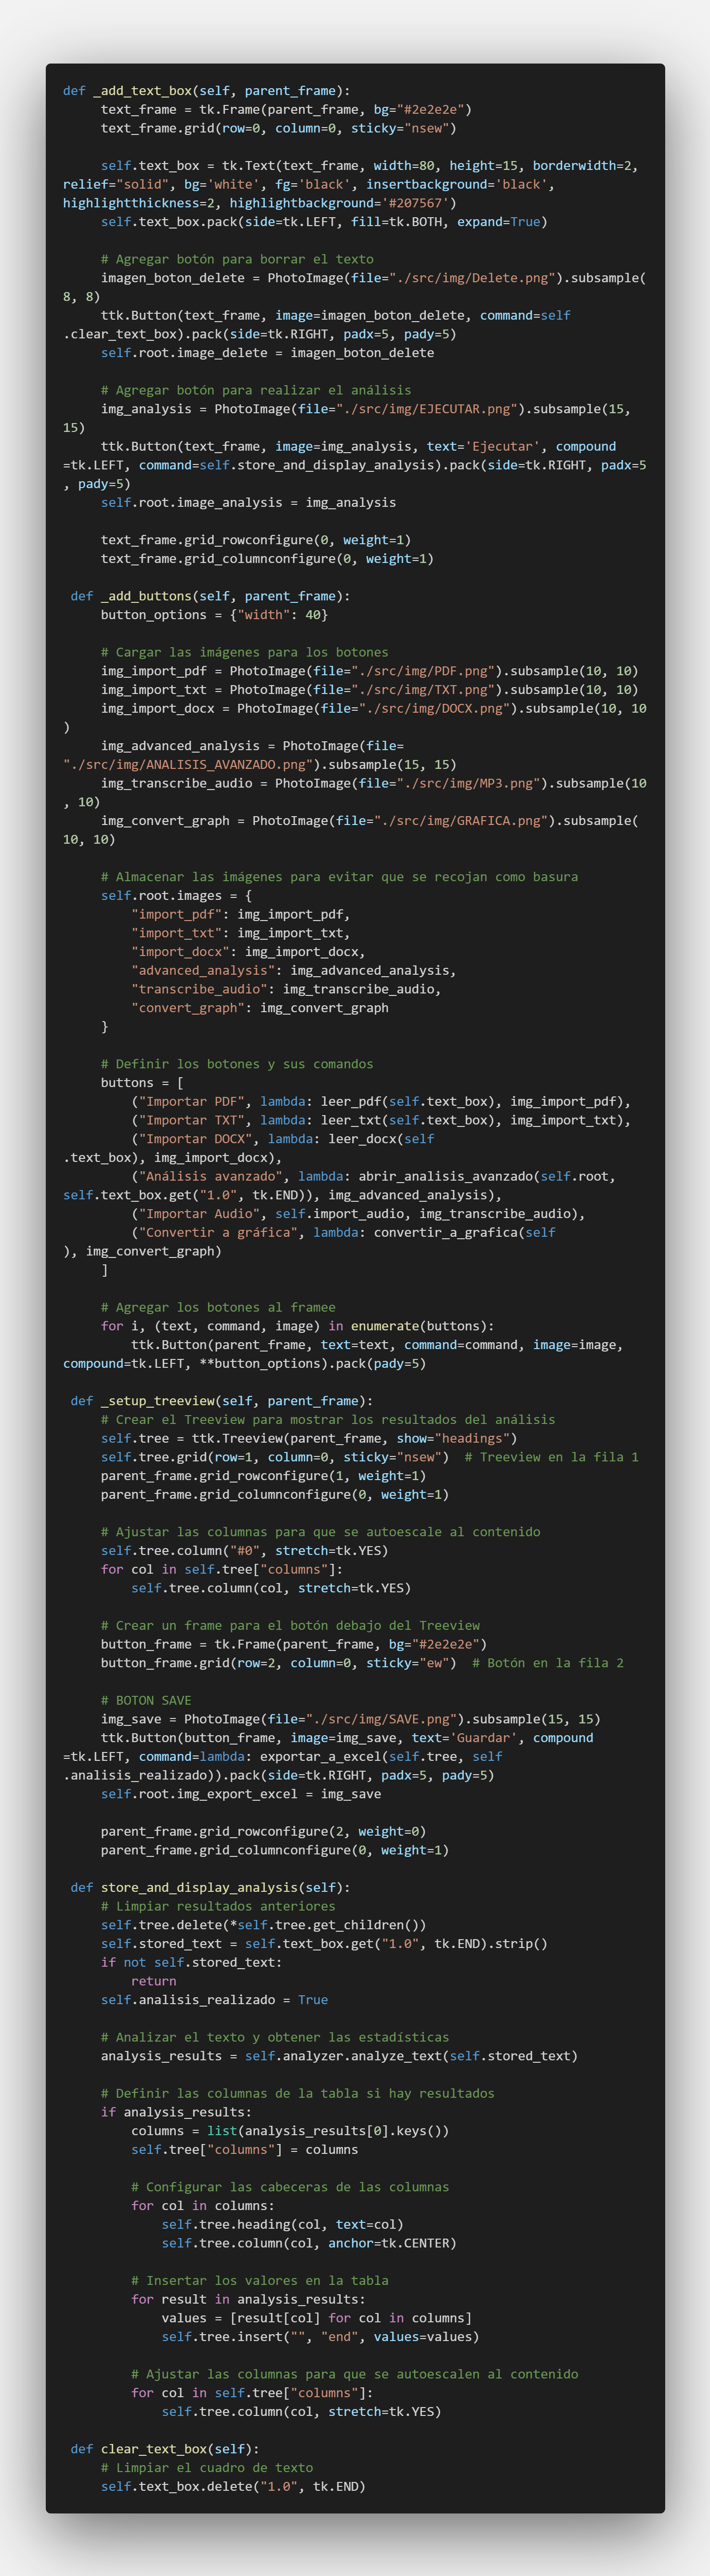 def _add_text_box(self, parent_frame):
     text_frame = tk.Frame(parent_frame, bg="#2e2e2e")
     text_frame.grid(row=0, column=0, sticky="nsew")

     self.text_box = tk.Text(text_frame, width=80, height=15, borderwidth=2,
relief="solid", bg='white', fg='black', insertbackground='black',
highlightthickness=2, highlightbackground='#207567')
     self.text_box.pack(side=tk.LEFT, fill=tk.BOTH, expand=True)

     # Agregar botón para borrar el texto
     imagen_boton_delete = PhotoImage(file="./src/img/Delete.png").subsample(
8, 8)
     ttk.Button(text_frame, image=imagen_boton_delete, command=self
.clear_text_box).pack(side=tk.RIGHT, padx=5, pady=5)
     self.root.image_delete = imagen_boton_delete

     # Agregar botón para realizar el análisis
     img_analysis = PhotoImage(file="./src/img/EJECUTAR.png").subsample(15,
15)
     ttk.Button(text_frame, image=img_analysis, text='Ejecutar', compound
=tk.LEFT, command=self.store_and_display_analysis).pack(side=tk.RIGHT, padx=5
, pady=5)
     self.root.image_analysis = img_analysis

     text_frame.grid_rowconfigure(0, weight=1)
     text_frame.grid_columnconfigure(0, weight=1)

 def _add_buttons(self, parent_frame):
     button_options = {"width": 40}

     # Cargar las imágenes para los botones
     img_import_pdf = PhotoImage(file="./src/img/PDF.png").subsample(10, 10)
     img_import_txt = PhotoImage(file="./src/img/TXT.png").subsample(10, 10)
     img_import_docx = PhotoImage(file="./src/img/DOCX.png").subsample(10, 10
)
     img_advanced_analysis = PhotoImage(file=
"./src/img/ANALISIS_AVANZADO.png").subsample(15, 15)
     img_transcribe_audio = PhotoImage(file="./src/img/MP3.png").subsample(10
, 10)
     img_convert_graph = PhotoImage(file="./src/img/GRAFICA.png").subsample(
10, 10)

     # Almacenar las imágenes para evitar que se recojan como basura
     self.root.images = {
         "import_pdf": img_import_pdf,
         "import_txt": img_import_txt,
         "import_docx": img_import_docx,
         "advanced_analysis": img_advanced_analysis,
         "transcribe_audio": img_transcribe_audio,
         "convert_graph": img_convert_graph
     }

     # Definir los botones y sus comandos
     buttons = [
         ("Importar PDF", lambda: leer_pdf(self.text_box), img_import_pdf),
         ("Importar TXT", lambda: leer_txt(self.text_box), img_import_txt),
         ("Importar DOCX", lambda: leer_docx(self
.text_box), img_import_docx),
         ("Análisis avanzado", lambda: abrir_analisis_avanzado(self.root,
self.text_box.get("1.0", tk.END)), img_advanced_analysis),
         ("Importar Audio", self.import_audio, img_transcribe_audio),
         ("Convertir a gráfica", lambda: convertir_a_grafica(self
), img_convert_graph)
     ]

     # Agregar los botones al framee
     for i, (text, command, image) in enumerate(buttons):
         ttk.Button(parent_frame, text=text, command=command, image=image,
compound=tk.LEFT, **button_options).pack(pady=5)

 def _setup_treeview(self, parent_frame):
     # Crear el Treeview para mostrar los resultados del análisis
     self.tree = ttk.Treeview(parent_frame, show="headings")
     self.tree.grid(row=1, column=0, sticky="nsew")  # Treeview en la fila 1
     parent_frame.grid_rowconfigure(1, weight=1)
     parent_frame.grid_columnconfigure(0, weight=1)

     # Ajustar las columnas para que se autoescale al contenido
     self.tree.column("#0", stretch=tk.YES)
     for col in self.tree["columns"]:
         self.tree.column(col, stretch=tk.YES)

     # Crear un frame para el botón debajo del Treeview
     button_frame = tk.Frame(parent_frame, bg="#2e2e2e")
     button_frame.grid(row=2, column=0, sticky="ew")  # Botón en la fila 2

     # BOTON SAVE
     img_save = PhotoImage(file="./src/img/SAVE.png").subsample(15, 15)
     ttk.Button(button_frame, image=img_save, text='Guardar', compound
=tk.LEFT, command=lambda: exportar_a_excel(self.tree, self
.analisis_realizado)).pack(side=tk.RIGHT, padx=5, pady=5)
     self.root.img_export_excel = img_save

     parent_frame.grid_rowconfigure(2, weight=0)
     parent_frame.grid_columnconfigure(0, weight=1)

 def store_and_display_analysis(self):
     # Limpiar resultados anteriores
     self.tree.delete(*self.tree.get_children())
     self.stored_text = self.text_box.get("1.0", tk.END).strip()
     if not self.stored_text:
         return
     self.analisis_realizado = True

     # Analizar el texto y obtener las estadísticas
     analysis_results = self.analyzer.analyze_text(self.stored_text)

     # Definir las columnas de la tabla si hay resultados
     if analysis_results:
         columns = list(analysis_results[0].keys())
         self.tree["columns"] = columns

         # Configurar las cabeceras de las columnas
         for col in columns:
             self.tree.heading(col, text=col)
             self.tree.column(col, anchor=tk.CENTER)

         # Insertar los valores en la tabla
         for result in analysis_results:
             values = [result[col] for col in columns]
             self.tree.insert("", "end", values=values)

         # Ajustar las columnas para que se autoescalen al contenido
         for col in self.tree["columns"]:
             self.tree.column(col, stretch=tk.YES)

 def clear_text_box(self):
     # Limpiar el cuadro de texto
     self.text_box.delete("1.0", tk.END)